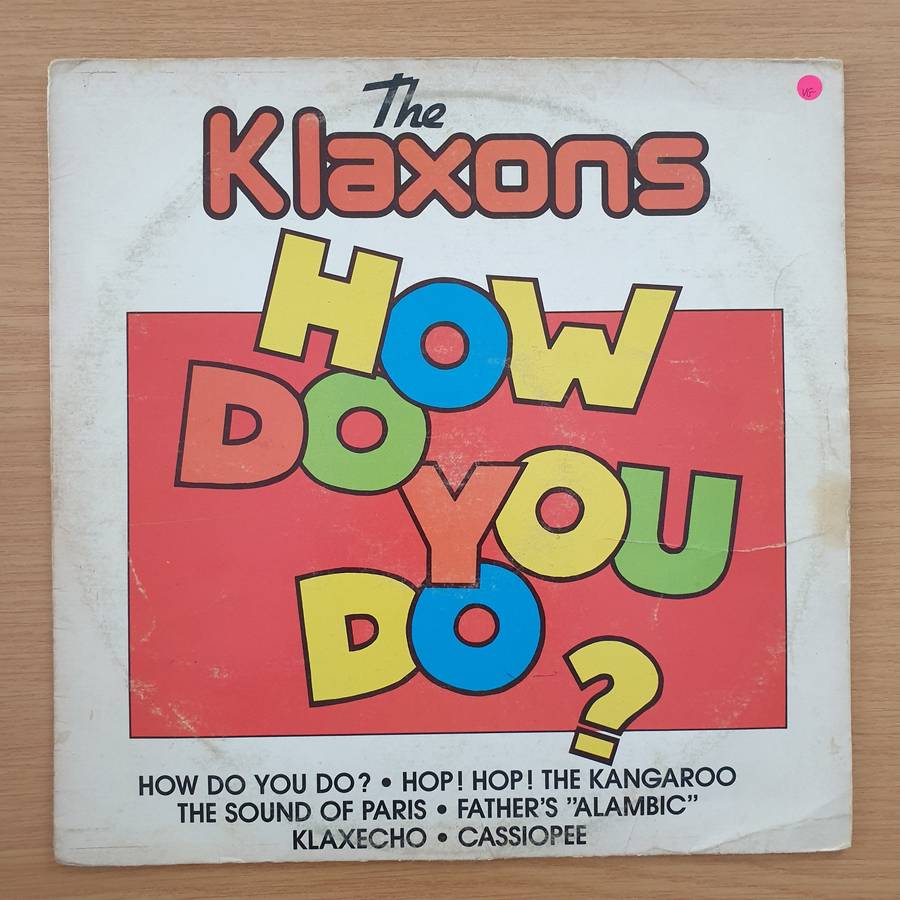 The
Klaxons
VG-
HOW
DO
YOU
DO
?
HOW DO YOU DO? • HOP! HOP! THE KANGAROO
THE SOUND OF PARIS • FATHER'S ”ALAMBIC”
KLAXECHO • CASSIOPEE